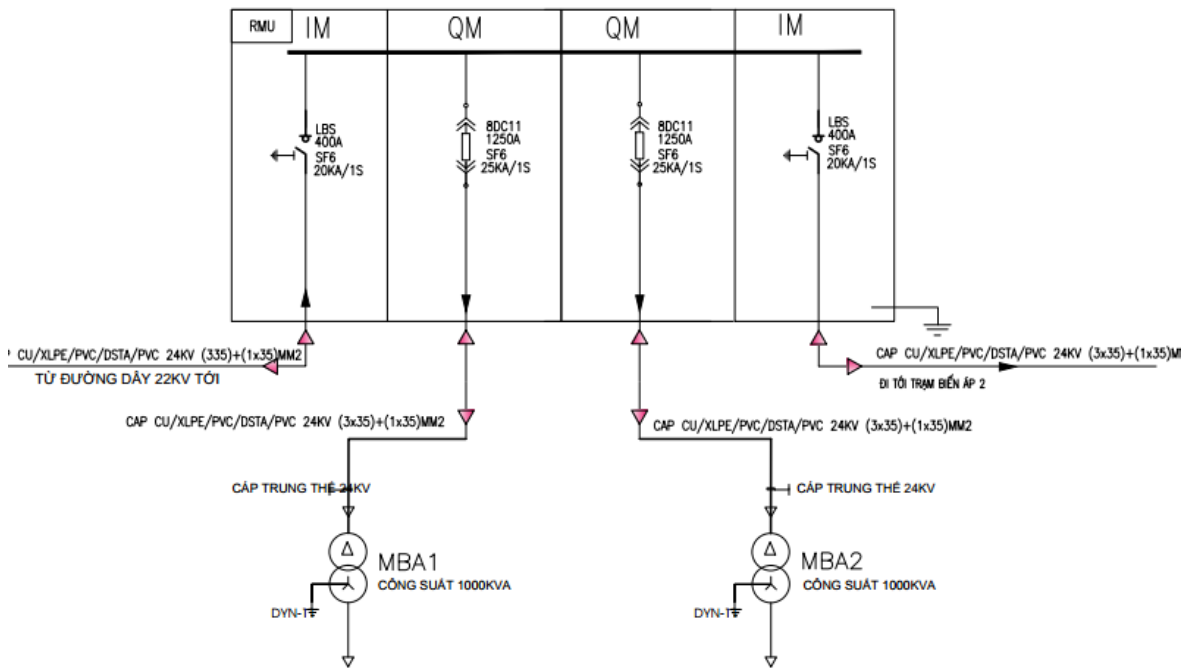 RMU
IM
QM
QM
IM
LBS
400A
SF6
20KA/1S
8DC11
1250A
SF6
25KA/1S
8DC11
1250A
SF6
25KA/1S
LBS
400A
SF6
20KA/1S
CU/XLPE/PVC/DSTA/PVC 24KV (335)+(1x35)MM2
TỪ ĐƯỜNG DÂY 22KV TỚI
CAP CU/XLPE/PVC/DSTA/PVC 24KV (3x35)+(1x35)M
ĐI TỚI TRẠM BIẾN ÁP 2
CAP CU/XLPE/PVC/DSTA/PVC 24KV (3x35)+(1x35)MM2
CAP CU/XLPE/PVC/DSTA/PVC 24KV (3x35)+(1x35)MM2
CÁP TRUNG THẾ 24KV
CÁP TRUNG THẾ 24KV
MBA1
CÔNG SUẤT 1000KVA
DYN-1
MBA2
CÔNG SUẤT 1000KVA
DYN-1